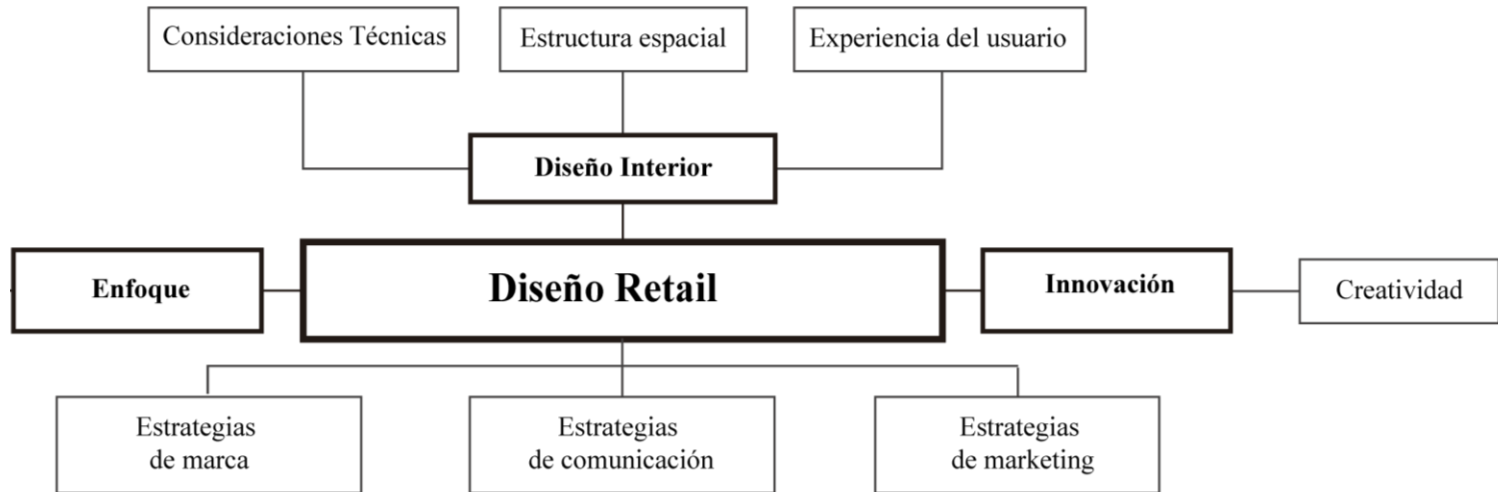 Consideraciones Técnicas
Estructura espacial
Experiencia del usuario
Diseño Interior
Enfoque
Diseño Retail
Innovación
Creatividad
Estrategias
de marca
Estrategias
de comunicación
Estrategias
de marketing